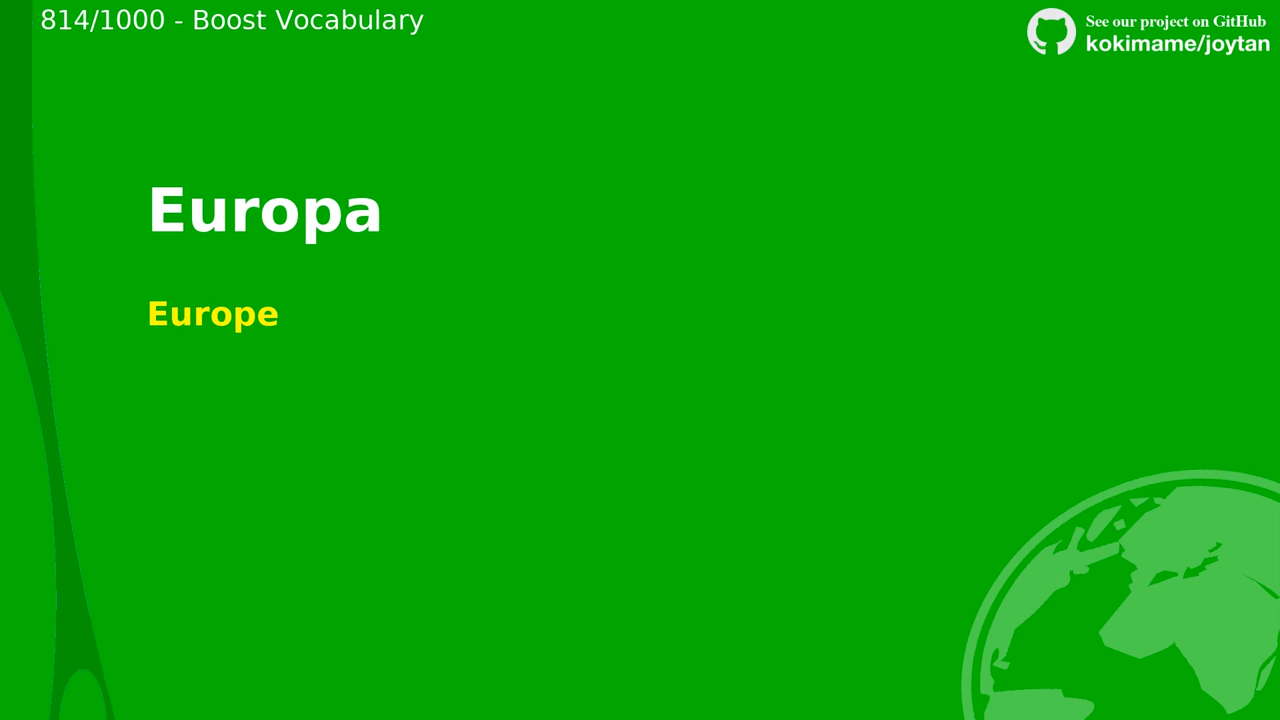 814/1000 - Boost Vocabulary
See our project on GitHub
kokimame/joytan
Europa
Europe